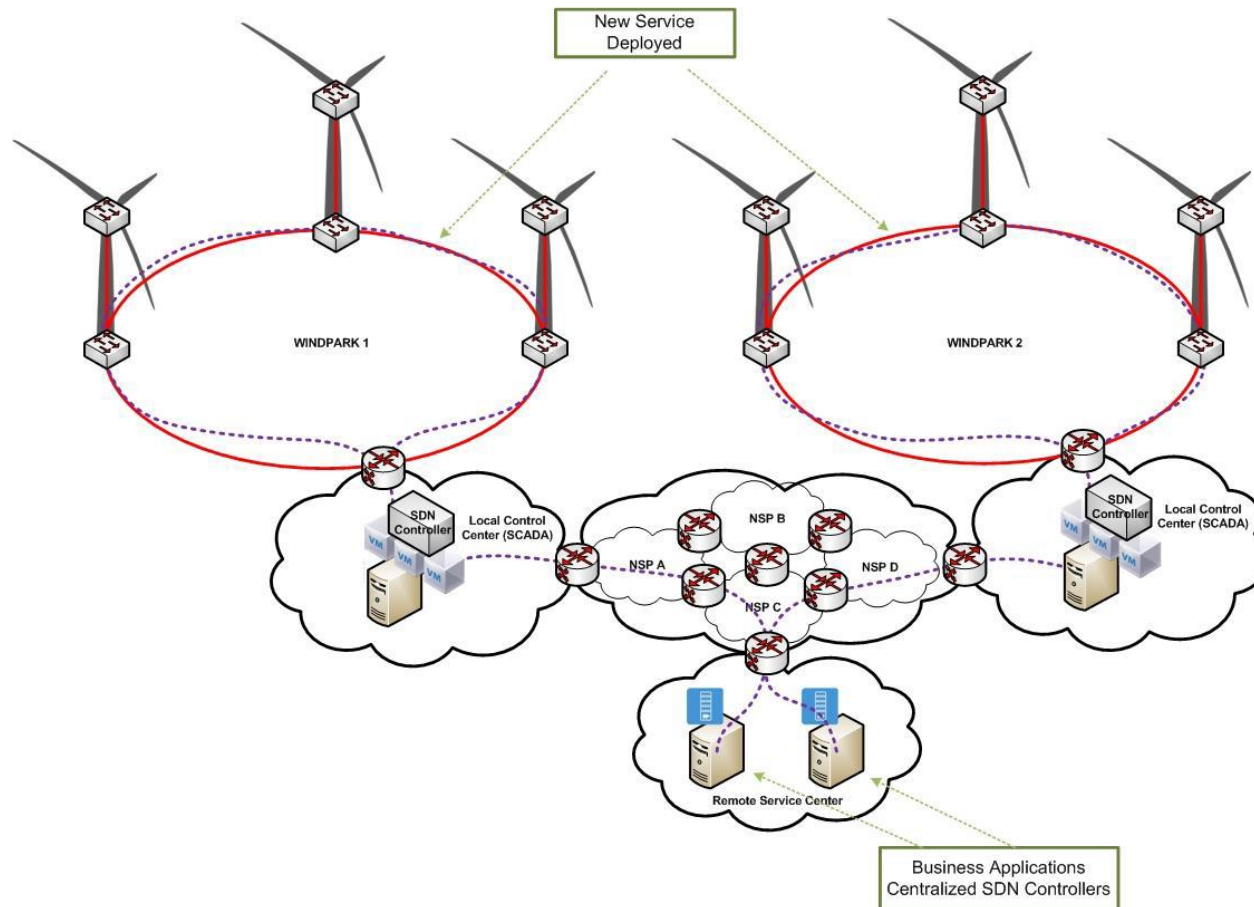 New Service
Deployed
WINDPARK 1
WINDPARK 2
SDN
Controller
Local Control
Center (SCADA)
VM
VM
VM
NSP B
NSP A
NSP D
NSP C
SDN
Controller
Local Control
Center (SCADA)
VM
VM
VM
Remote Service Center
Business Applications
Centralized SDN Controllers